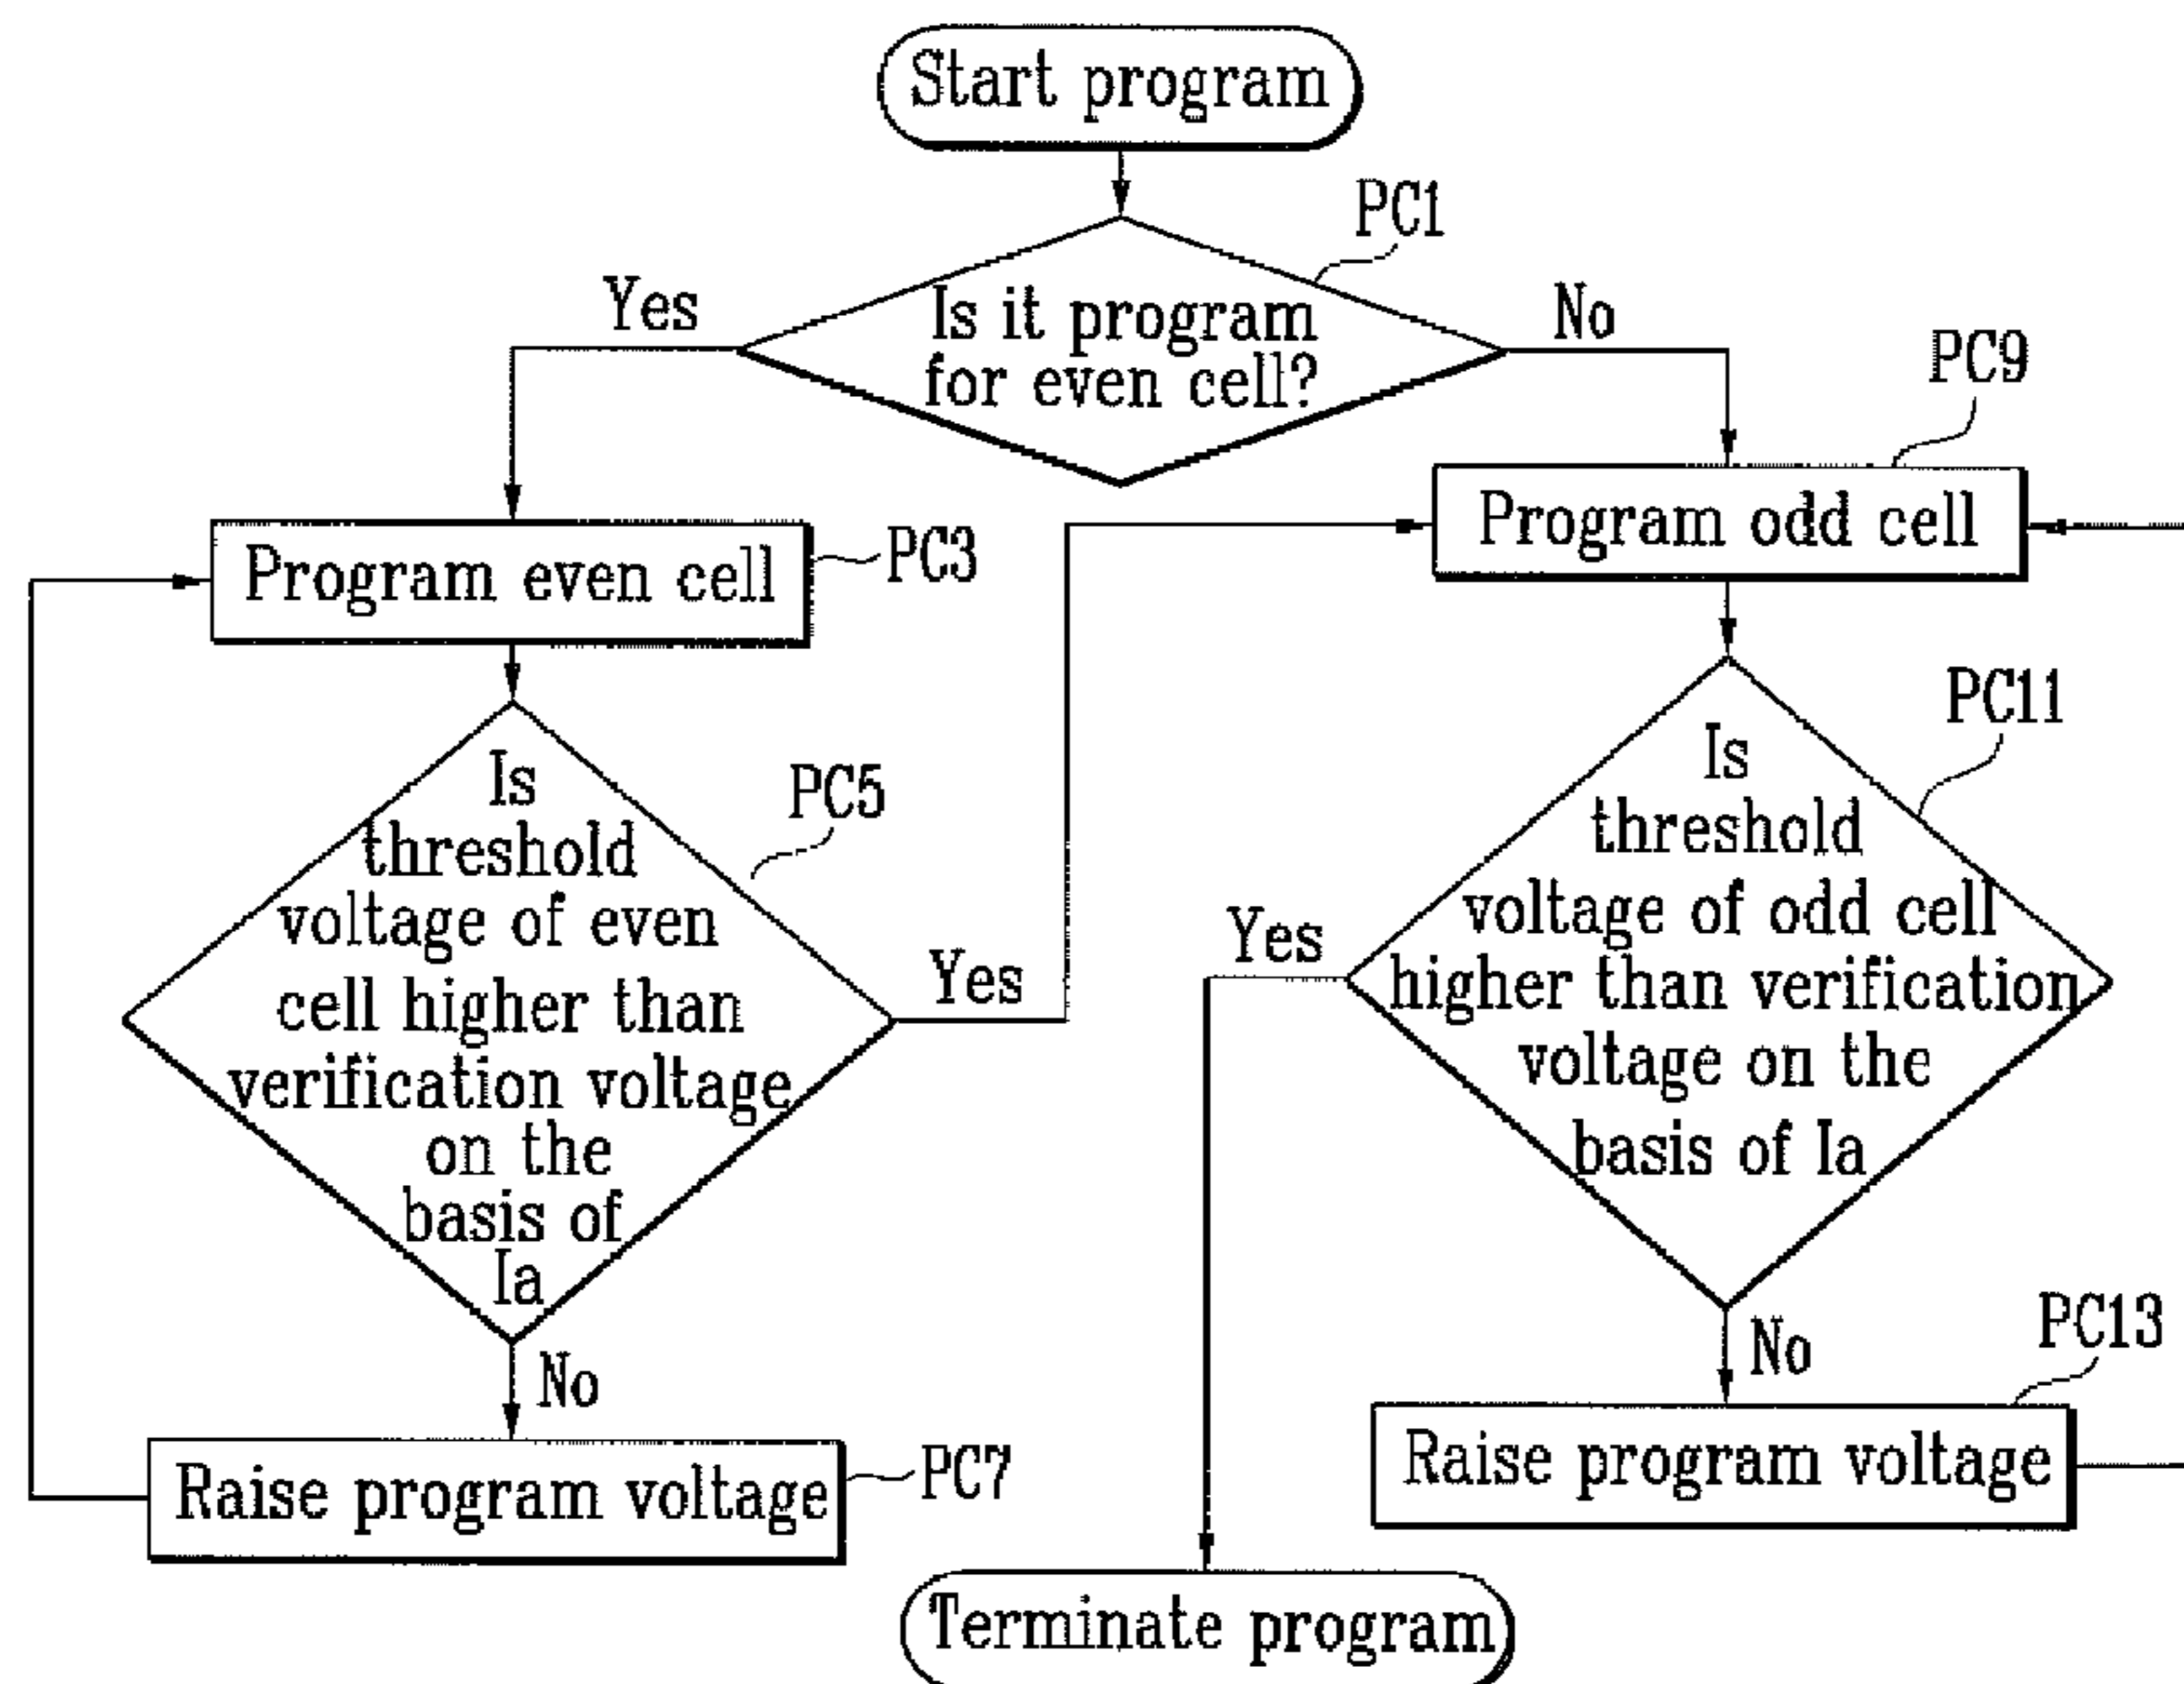 Start program
PC1
Is it program
for even cell?
Yes
No
PC9
Program odd cell
Program even cell
PC3
PC5
Is
threshold
voltage of even
cell higher than
verification voltage
on the
basis of
Ia
Yes
No
Raise program voltage
PC7
PC11
Is
threshold
voltage of odd cell
higher than verification
voltage on the
basis of Ia
Yes
No
PC13
Raise program voltage
Terminate program